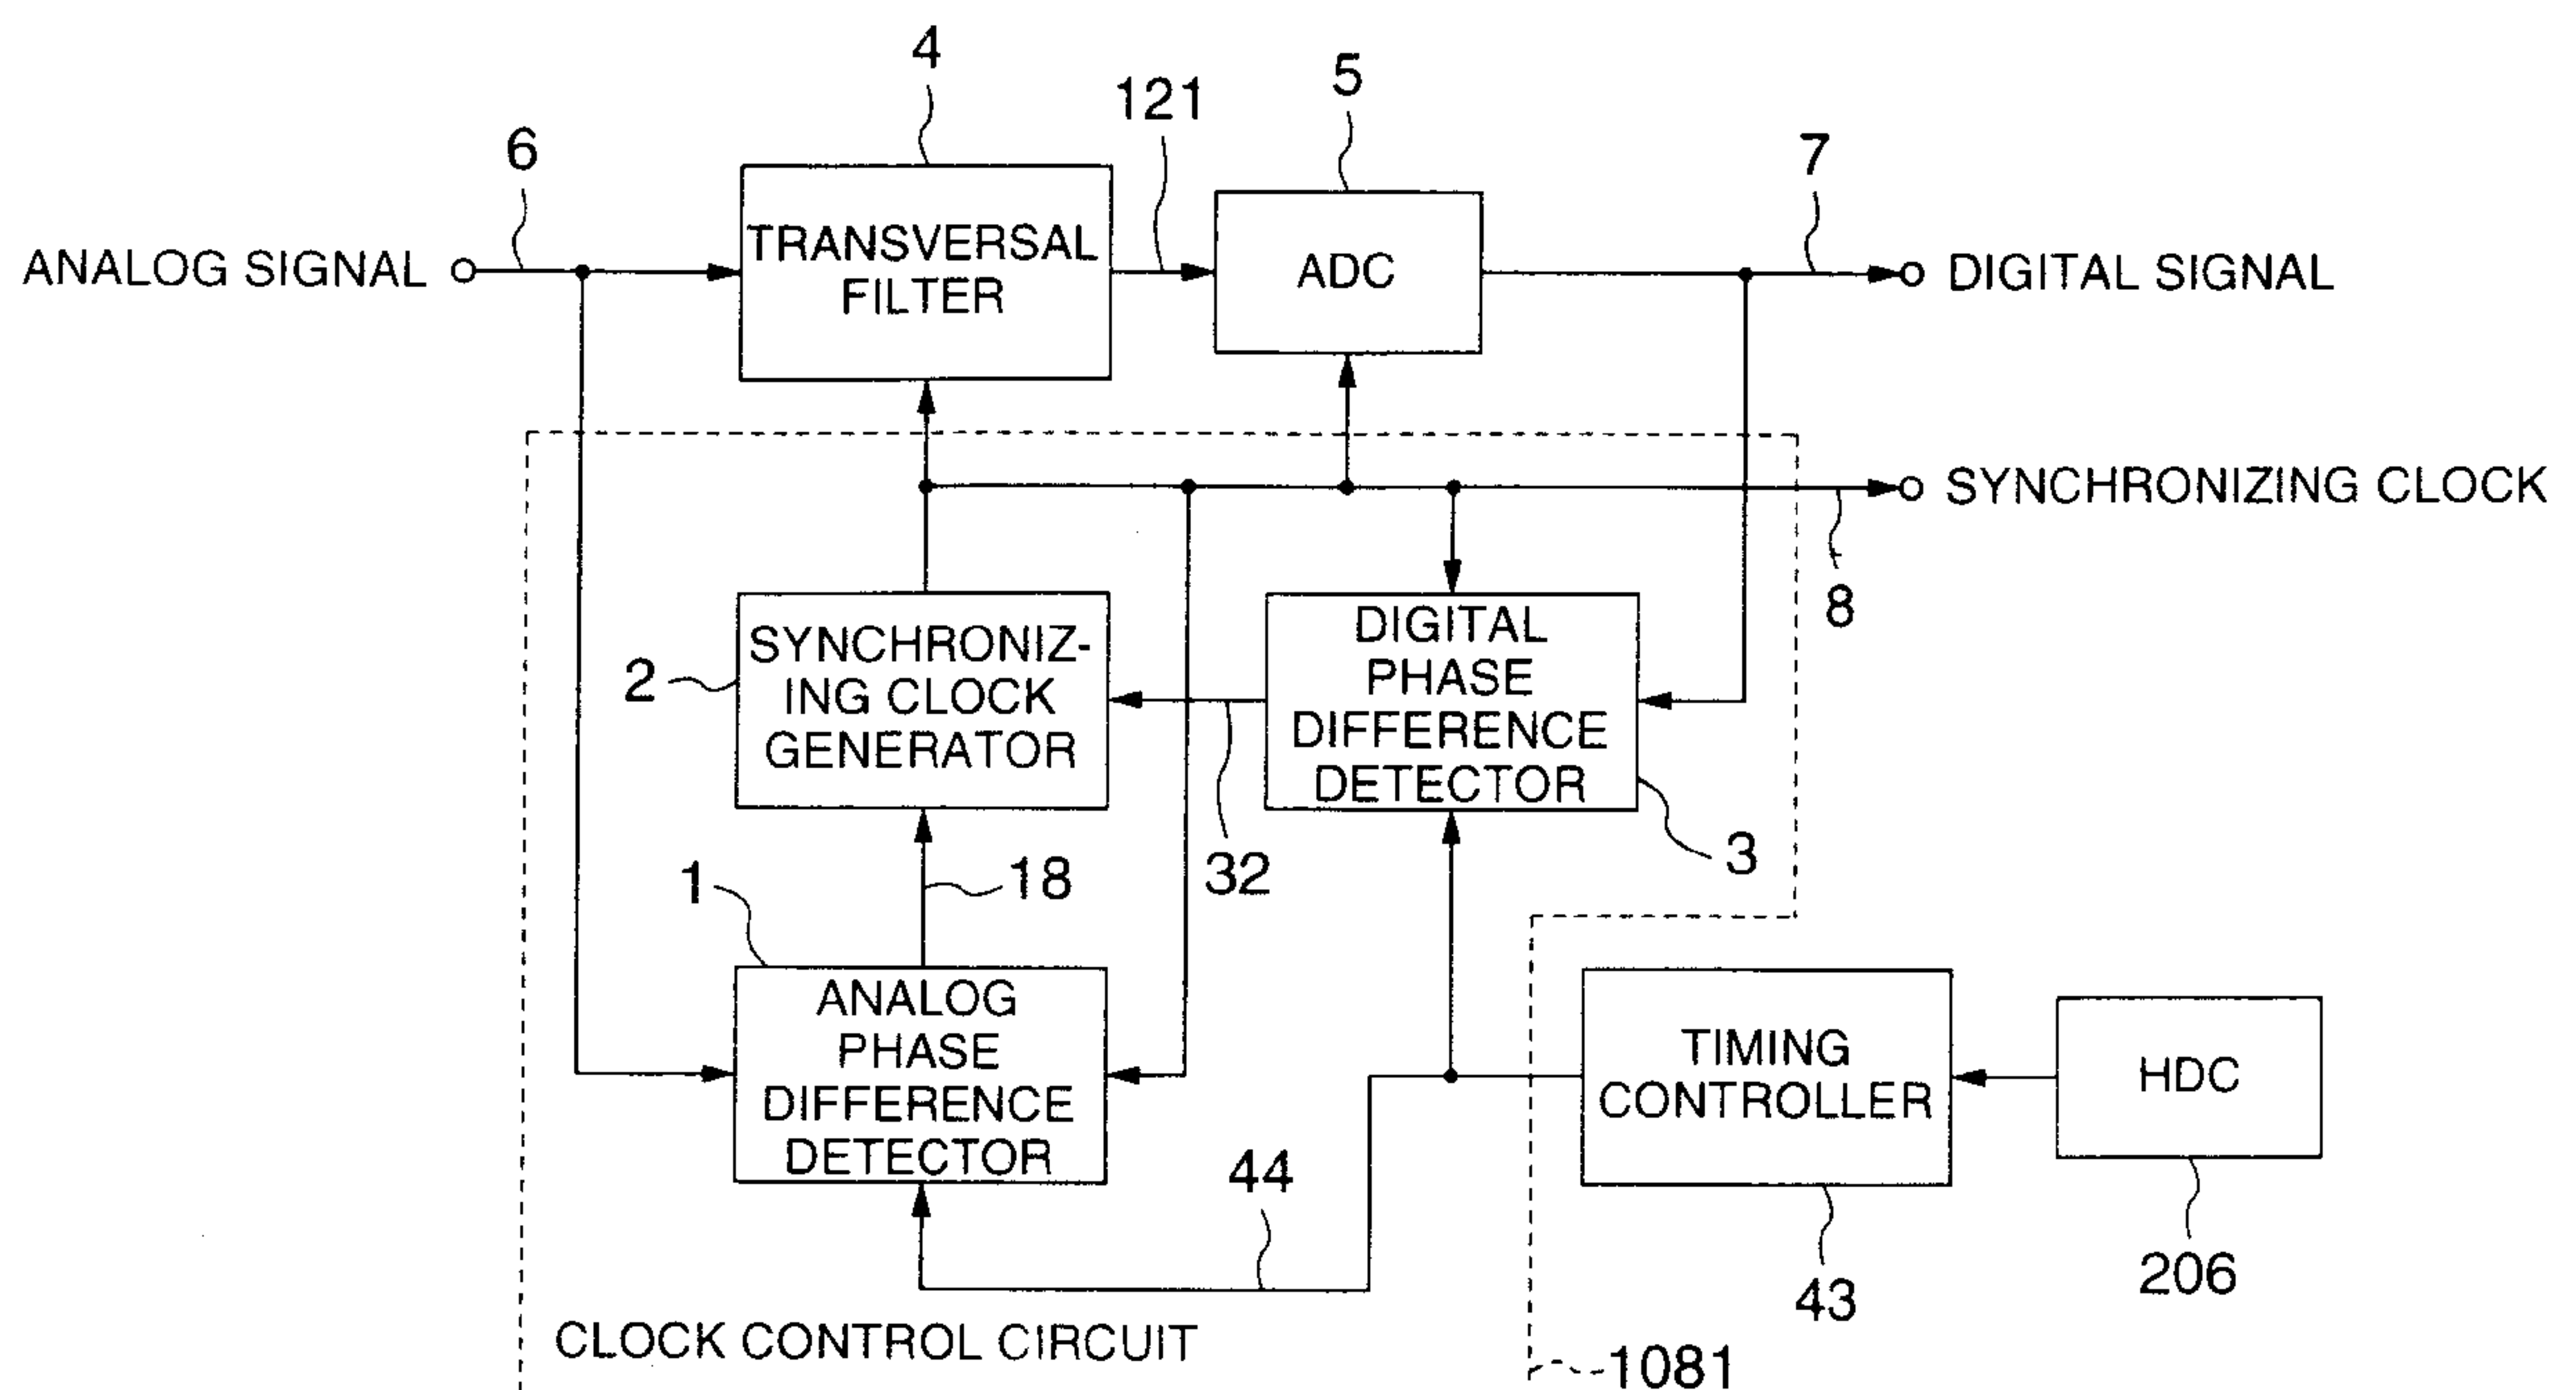 4
5
121
6
7
TRANSVERSAL
FILTER
ADC
ANALOG SIGNAL
DIGITAL SIGNAL
SYNCHRONIZING CLOCK
8
SYNCHRONIZ-
ING CLOCK
GENERATOR
2
DIGITAL
PHASE
DIFFERENCE
DETECTOR
3
32
18
1
ANALOG
PHASE
DIFFERENCE
DETECTOR
TIMING
CONTROLLER
HDC
44
43
206
CLOCK CONTROL CIRCUIT
1081